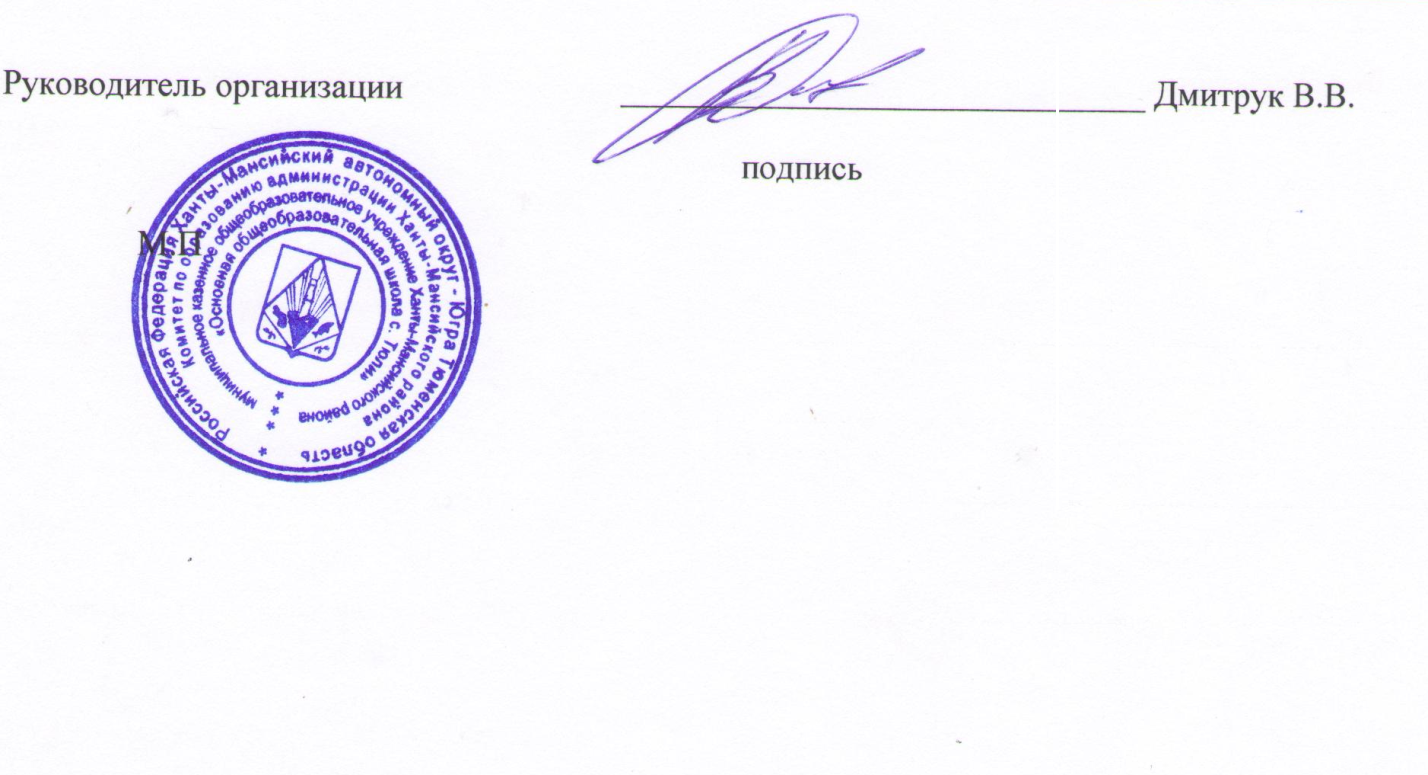 Руководитель организации ____________________________ Дмитрук В.В.
подпись
М.П
Российская Федерация Ханты-Мансийский автономный округ - Югра Тюменская область *
Комитет по образованию администрации Ханты-Мансийского района *
муниципальное казенное общеобразовательное учреждение Ханты-Мансийского района *
«Основная общеобразовательная школа с. Тюли» *